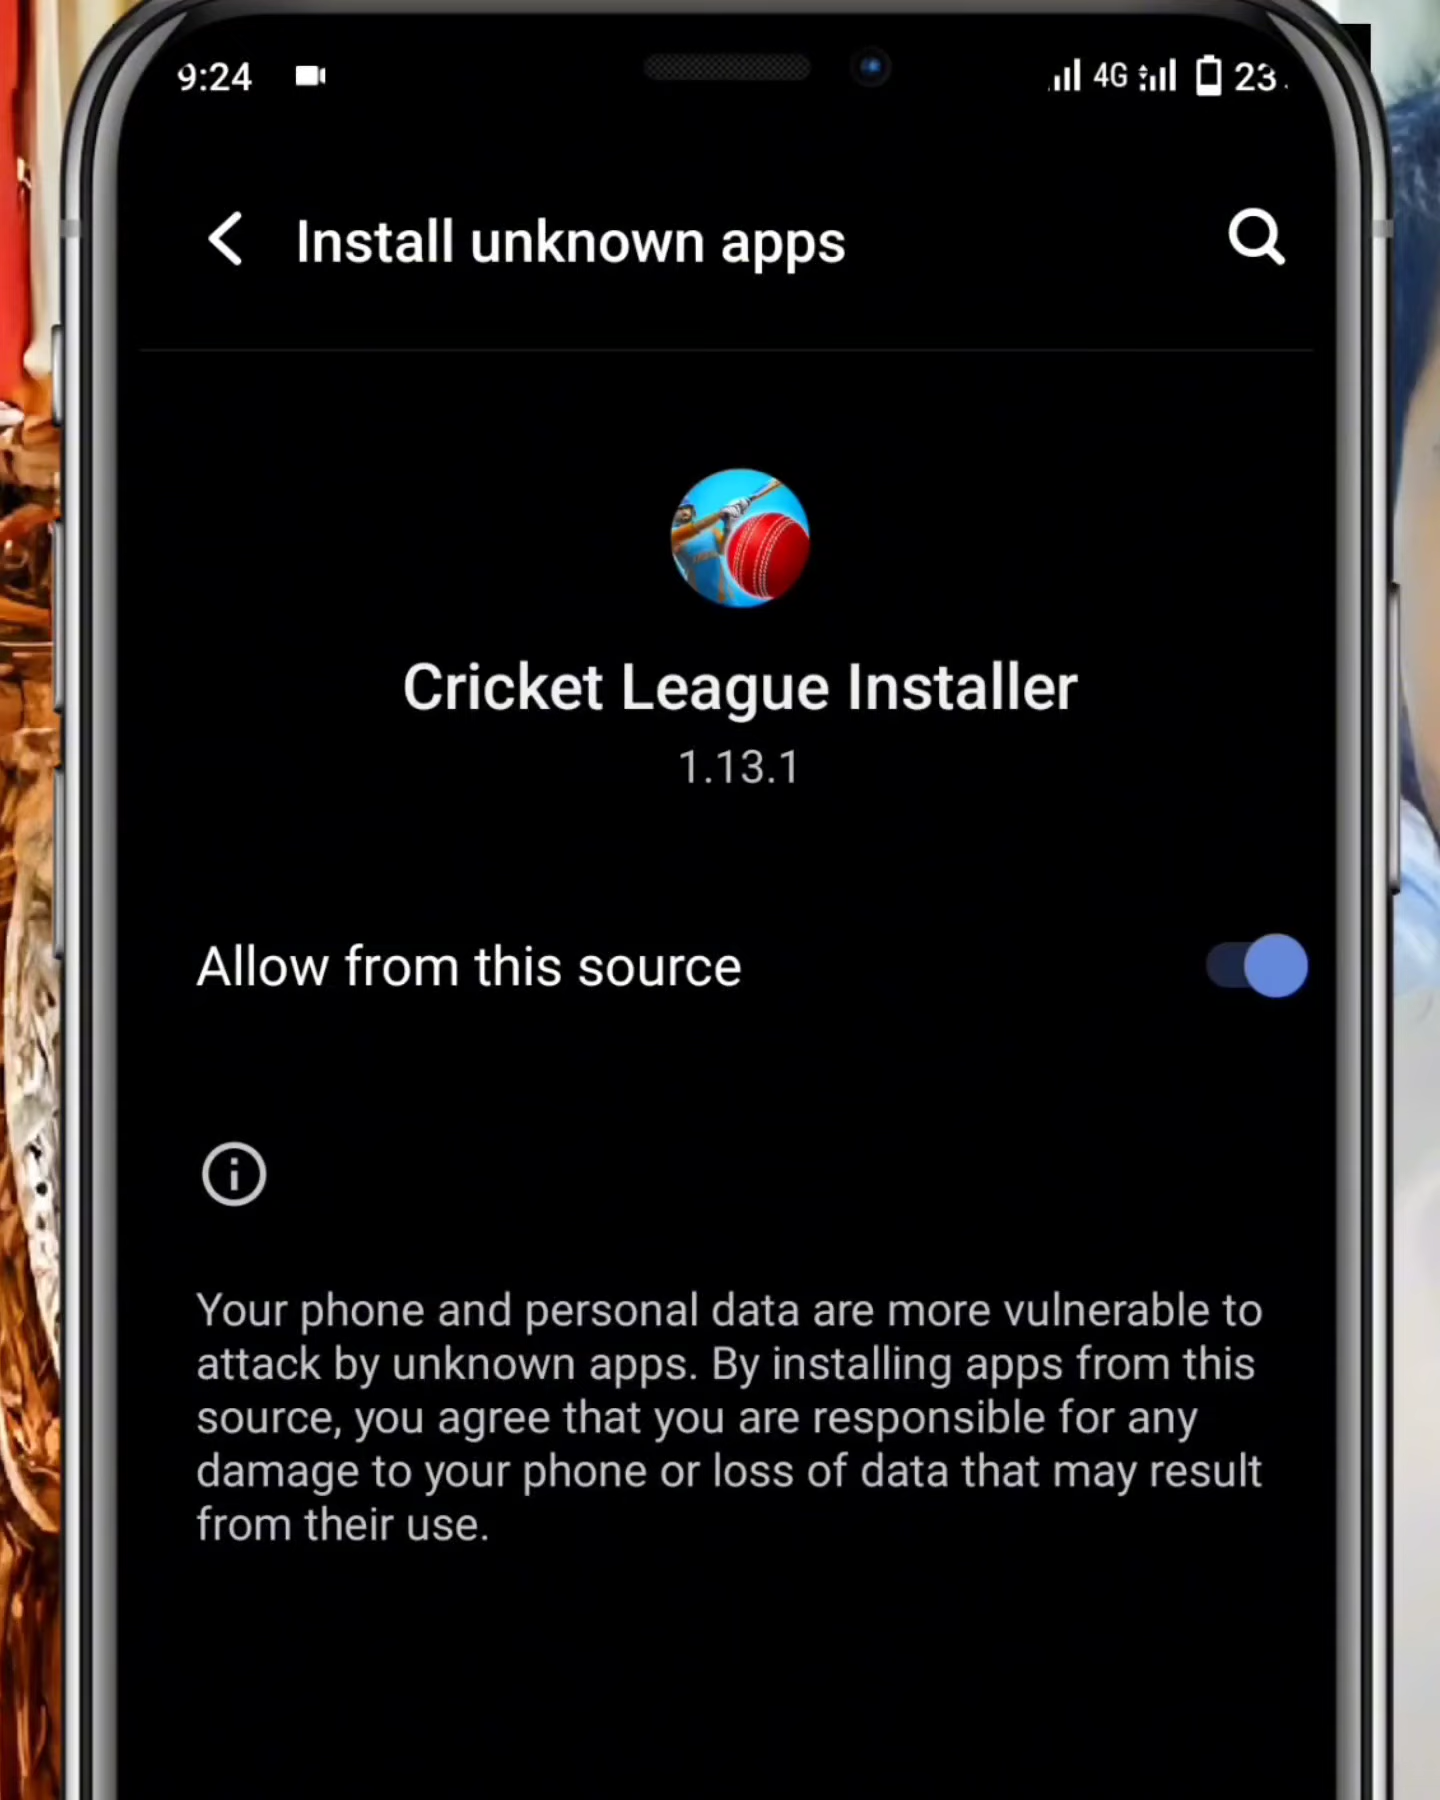 9:24 4G 23
Install unknown apps
Cricket League Installer
1.13.1
Allow from this source
Your phone and personal data are more vulnerable to
attack by unknown apps. By installing apps from this
source, you agree that you are responsible for any
damage to your phone or loss of data that may result
from their use.